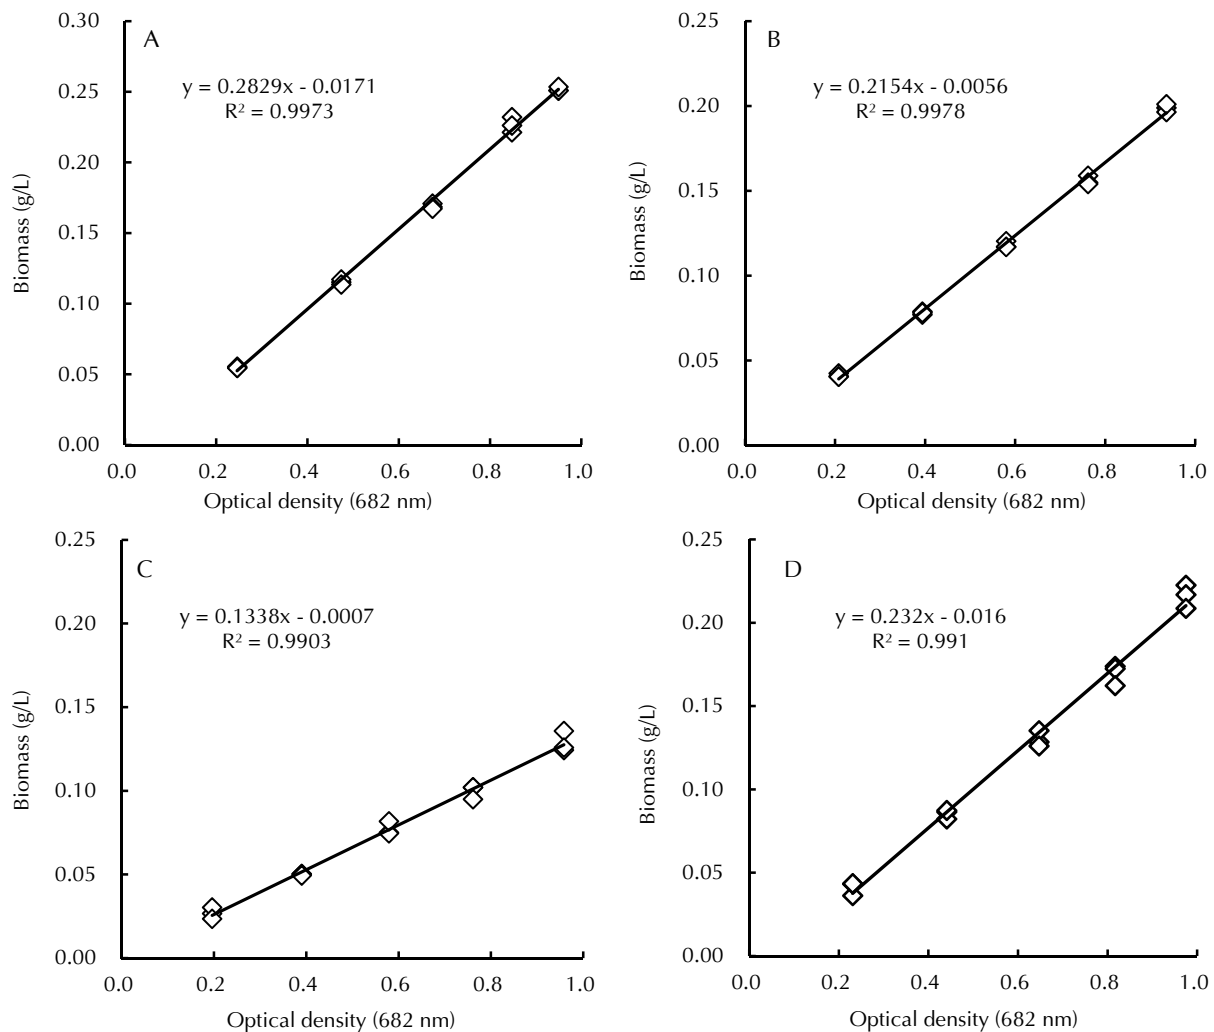 A
y = 0.2829x - 0.0171
R² = 0.9973
0.30
0.25
0.20
0.15
0.10
0.05
0.00
Biomass (g/L)
0.0 0.2 0.4 0.6 0.8 1.0
Optical density (682 nm)
B
y = 0.2154x - 0.0056
R² = 0.9978
0.25
0.20
0.15
0.10
0.05
0.00
Biomass (g/L)
0.0 0.2 0.4 0.6 0.8 1.0
Optical density (682 nm)
C
y = 0.1338x - 0.0007
R² = 0.9903
0.25
0.20
0.15
0.10
0.05
0.00
Biomass (g/L)
0.0 0.2 0.4 0.6 0.8 1.0
Optical density (682 nm)
D
y = 0.232x - 0.016
R² = 0.991
0.25
0.20
0.15
0.10
0.05
0.00
Biomass (g/L)
0.0 0.2 0.4 0.6 0.8 1.0
Optical density (682 nm)